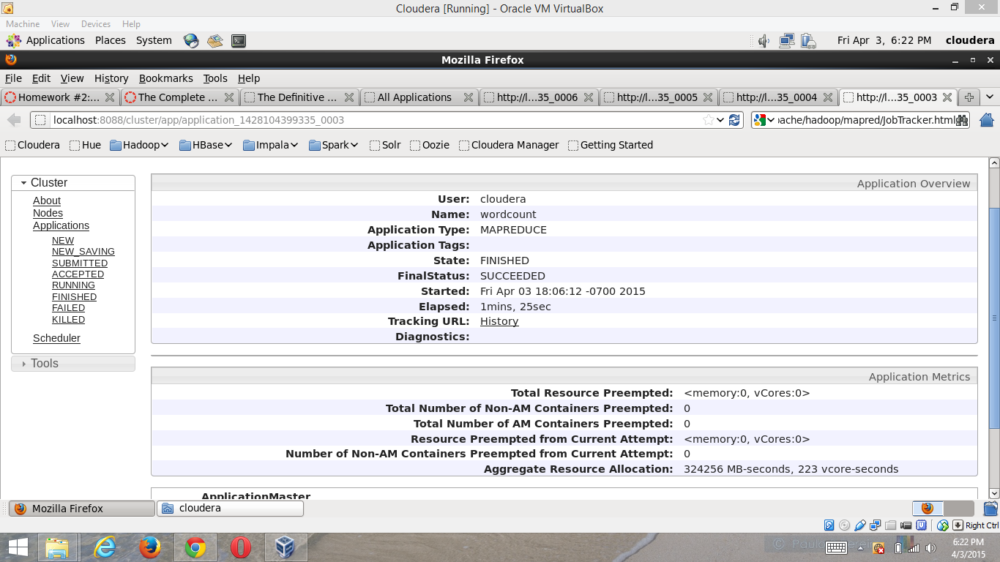 Cloudera [Running] - Oracle VM VirtualBox
Machine View Devices Help
Applications Places System Fri Apr 3, 6:22 PM cloudera
Mozilla Firefox
File Edit View History Bookmarks Tools Help
Homework #2:... The Complete ... The Definitive ... All Applications http://l...35_0006 http://l...35_0005 http://l...35_0004 http://l...35_0003
localhost:8088/cluster/app/application_1428104399335_0003 ache/hadoop/mapred/JobTracker.html
Cloudera Hue Hadoop HBase Impala Spark Solr Oozie Cloudera Manager Getting Started
Cluster
About
Nodes
Applications
NEW
NEW_SAVING
SUBMITTED
ACCEPTED
RUNNING
FINISHED
FAILED
KILLED
Scheduler
Tools
Application Overview
User: cloudera
Name: wordcount
Application Type: MAPREDUCE
Application Tags:
State: FINISHED
FinalStatus: SUCCEEDED
Started: Fri Apr 03 18:06:12 -0700 2015
Elapsed: 1mins, 25sec
Tracking URL: History
Diagnostics:
Application Metrics
Total Resource Preempted: <memory:0, vCores:0>
Total Number of Non-AM Containers Preempted: 0
Total Number of AM Containers Preempted: 0
Resource Preempted from Current Attempt: <memory:0, vCores:0>
Number of Non-AM Containers Preempted from Current Attempt: 0
Aggregate Resource Allocation: 324256 MB-seconds, 223 vcore-seconds
ApplicationMaster
Mozilla Firefox cloudera
Right Ctrl
6:22 PM
4/3/2015